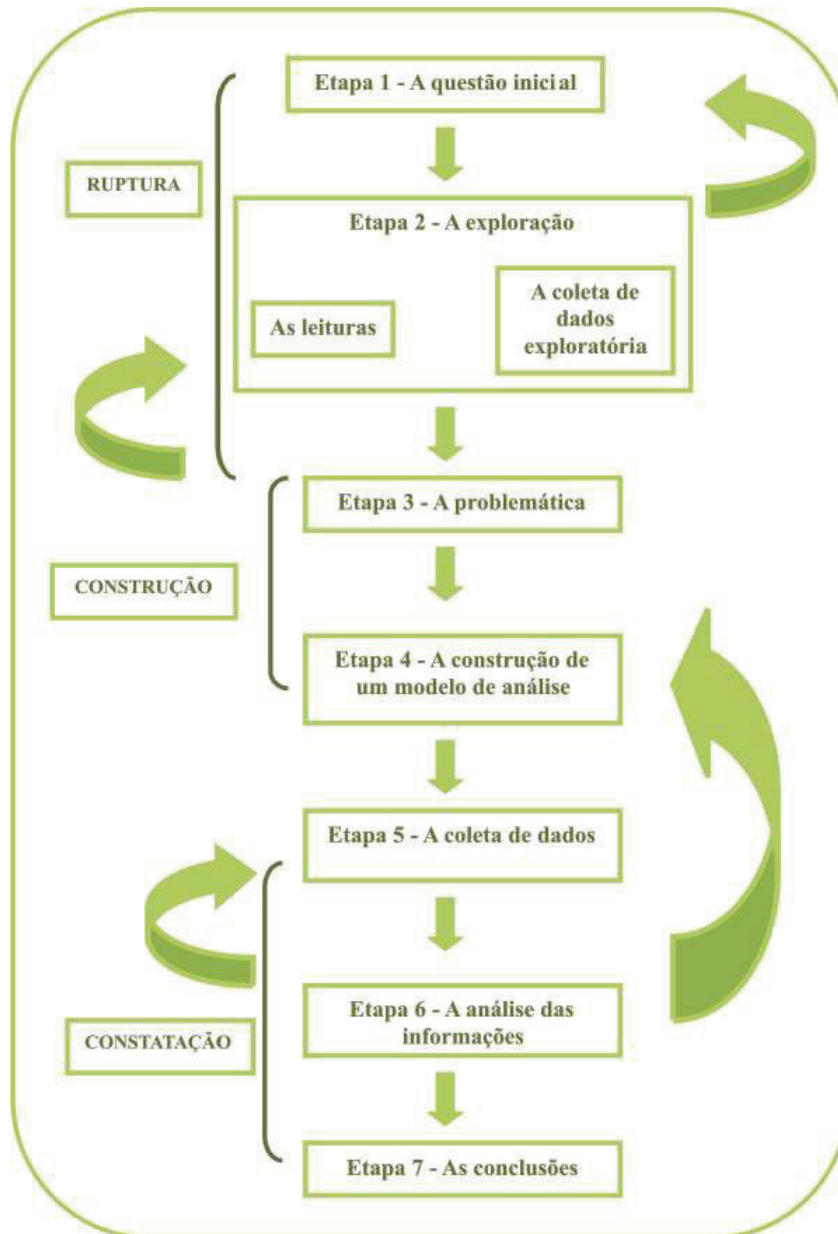 Etapa 1 - A questão inicial
RUPTURA
Etapa 2 - A exploração
As leituras
A coleta de
dados
exploratória
Etapa 3 - A problemática
CONSTRUÇÃO
Etapa 4 - A construção de
um modelo de análise
Etapa 5 - A coleta de dados
Etapa 6 - A análise das
informações
CONSTATAÇÃO
Etapa 7 - As conclusões